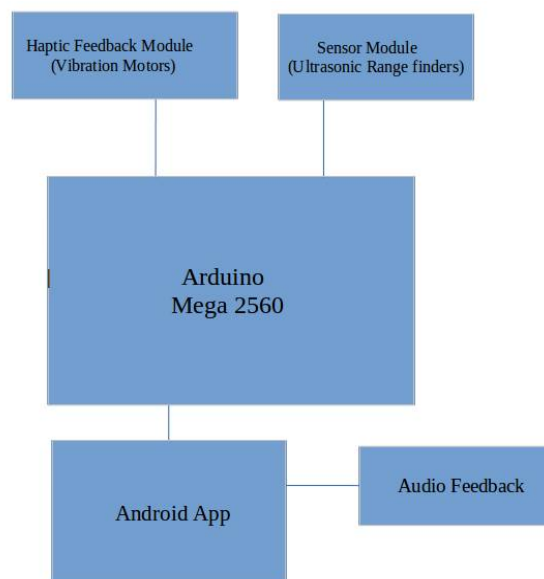 Haptic Feedback Module
(Vibration Motors)
Sensor Module
(Ultrasonic Range finders)
Arduino
Mega 2560
Android App
Audio Feedback